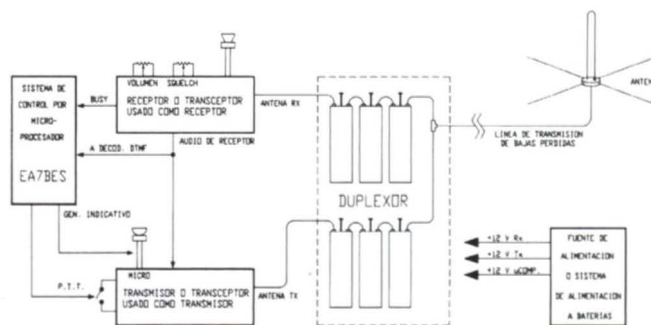 SISTEMA DE
CONTROL POR
MICRO-
PROCESADOR
EA7BES
BUSY
VOLUMEN SQUELCH
RECEPTOR O TRANSCEPTOR
USADO COMO RECEPTOR
ANTENA RX
AUDIO DE RECEPTOR
A DECOD. DTMF
GEN. INDICATIVO
MICRO
P.T.T.
TRANSMISOR O TRANSCEPTOR
USADO COMO TRANSMISOR
ANTENA TX
DUPLEXOR
ANTEN
LINEA DE TRANSMISION
DE BAJAS PERDIDAS
+12 V Rx
+12 V Tx
+12 V uCOMP.
FUENTE DE
ALIMENTACION
O SISTEMA
DE ALIMENTACION
A BATERIAS